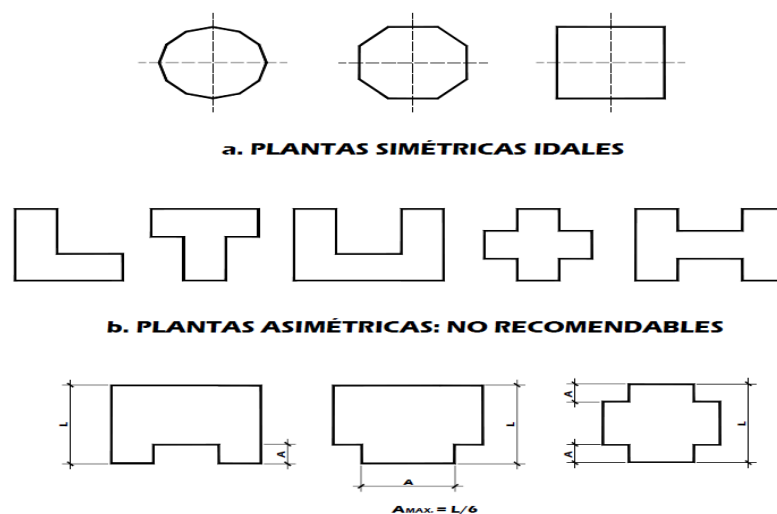 a. PLANTAS SIMÉTRICAS IDALES
b. PLANTAS ASIMÉTRICAS: NO RECOMENDABLES
L
A
L
A
A
A
L
AMAX. = L/6